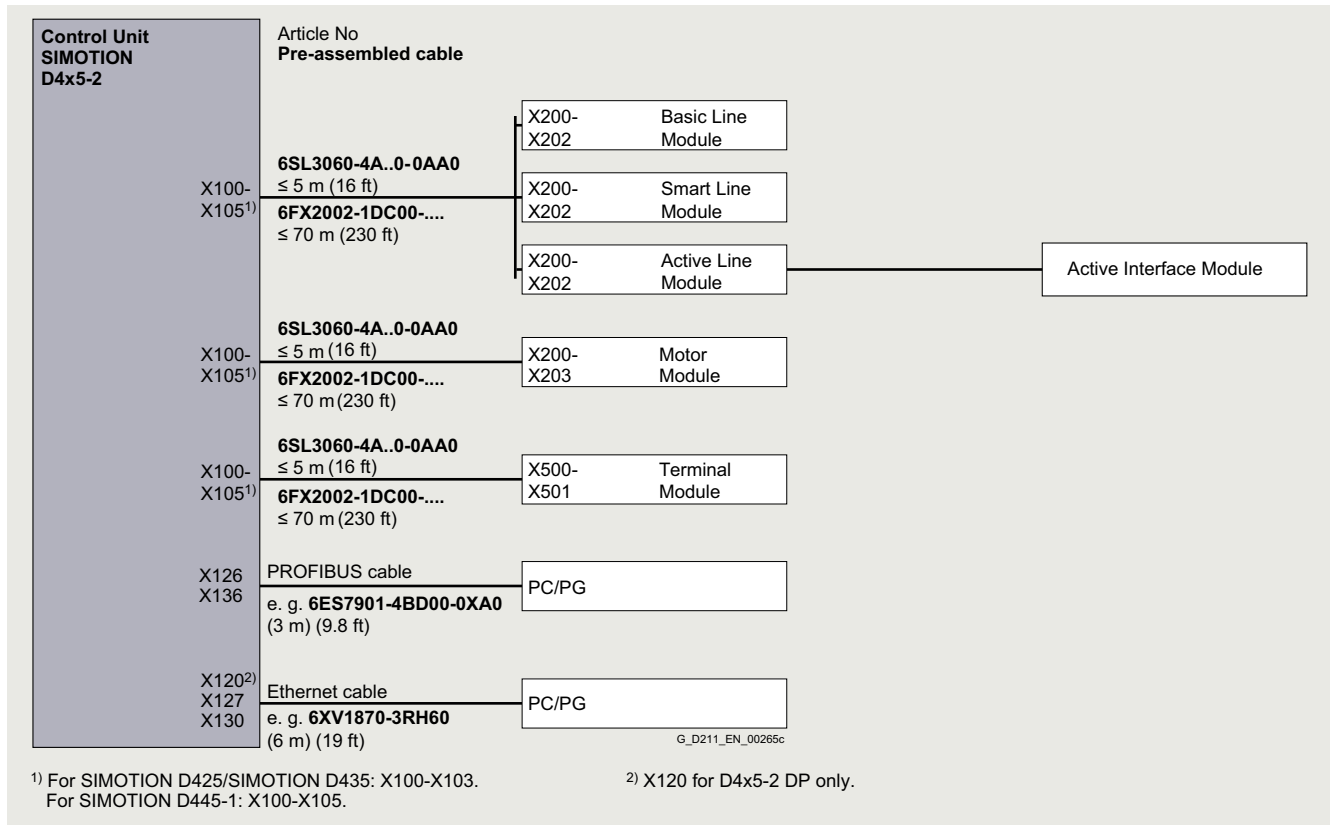 Control Unit
SIMOTION
D4x5-2
Article No
Pre-assembled cable
X200- Basic Line
X202 Module
6SL3060-4A..0-0AA0
X100- ≤ 5 m (16 ft)
X105¹⁾ 6FX2002-1DC00-....
≤ 70 m (230 ft)
X200- Smart Line
X202 Module
X200- Active Line
X202 Module
Active Interface Module
6SL3060-4A..0-0AA0
X100- ≤ 5 m (16 ft)
X105¹⁾ 6FX2002-1DC00-....
≤ 70 m (230 ft)
X200- Motor
X203 Module
6SL3060-4A..0-0AA0
X100- ≤ 5 m (16 ft)
X105¹⁾ 6FX2002-1DC00-....
≤ 70 m (230 ft)
X500- Terminal
X501 Module
X126 PROFIBUS cable
X136 e. g. 6ES7901-4BD00-0XA0
(3 m) (9.8 ft)
PC/PG
X120²⁾
X127 Ethernet cable
X130 e. g. 6XV1870-3RH60
(6 m) (19 ft)
PC/PG
G_D211_EN_00265c
¹⁾ For SIMOTION D425/SIMOTION D435: X100-X103.
For SIMOTION D445-1: X100-X105.
²⁾ X120 for D4x5-2 DP only.